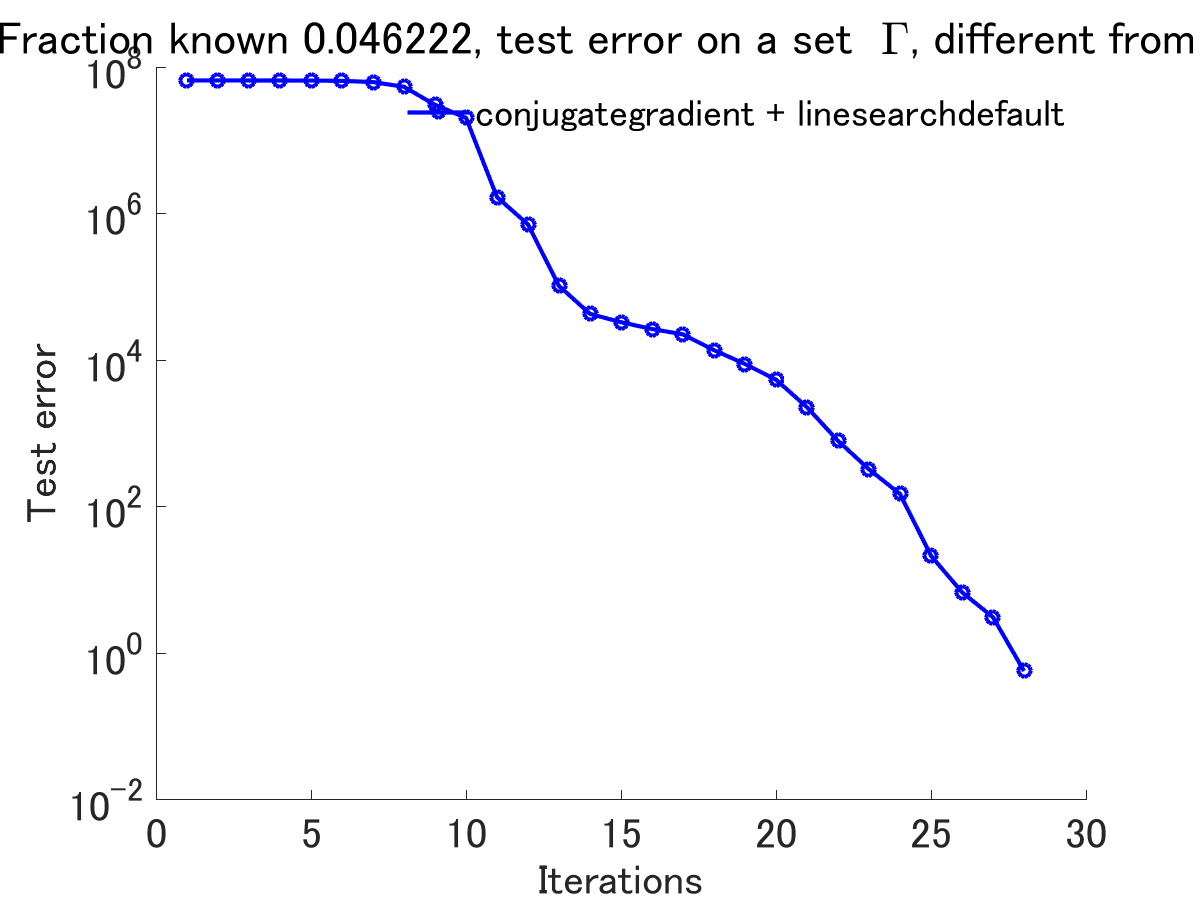 Fraction known 0.046222, test error on a set Γ, different from
10^8
conjugategradient + linesearchdefault
10^6
10^4
10^2
10^0
10^-2
Test error
0 5 10 15 20 25 30
Iterations